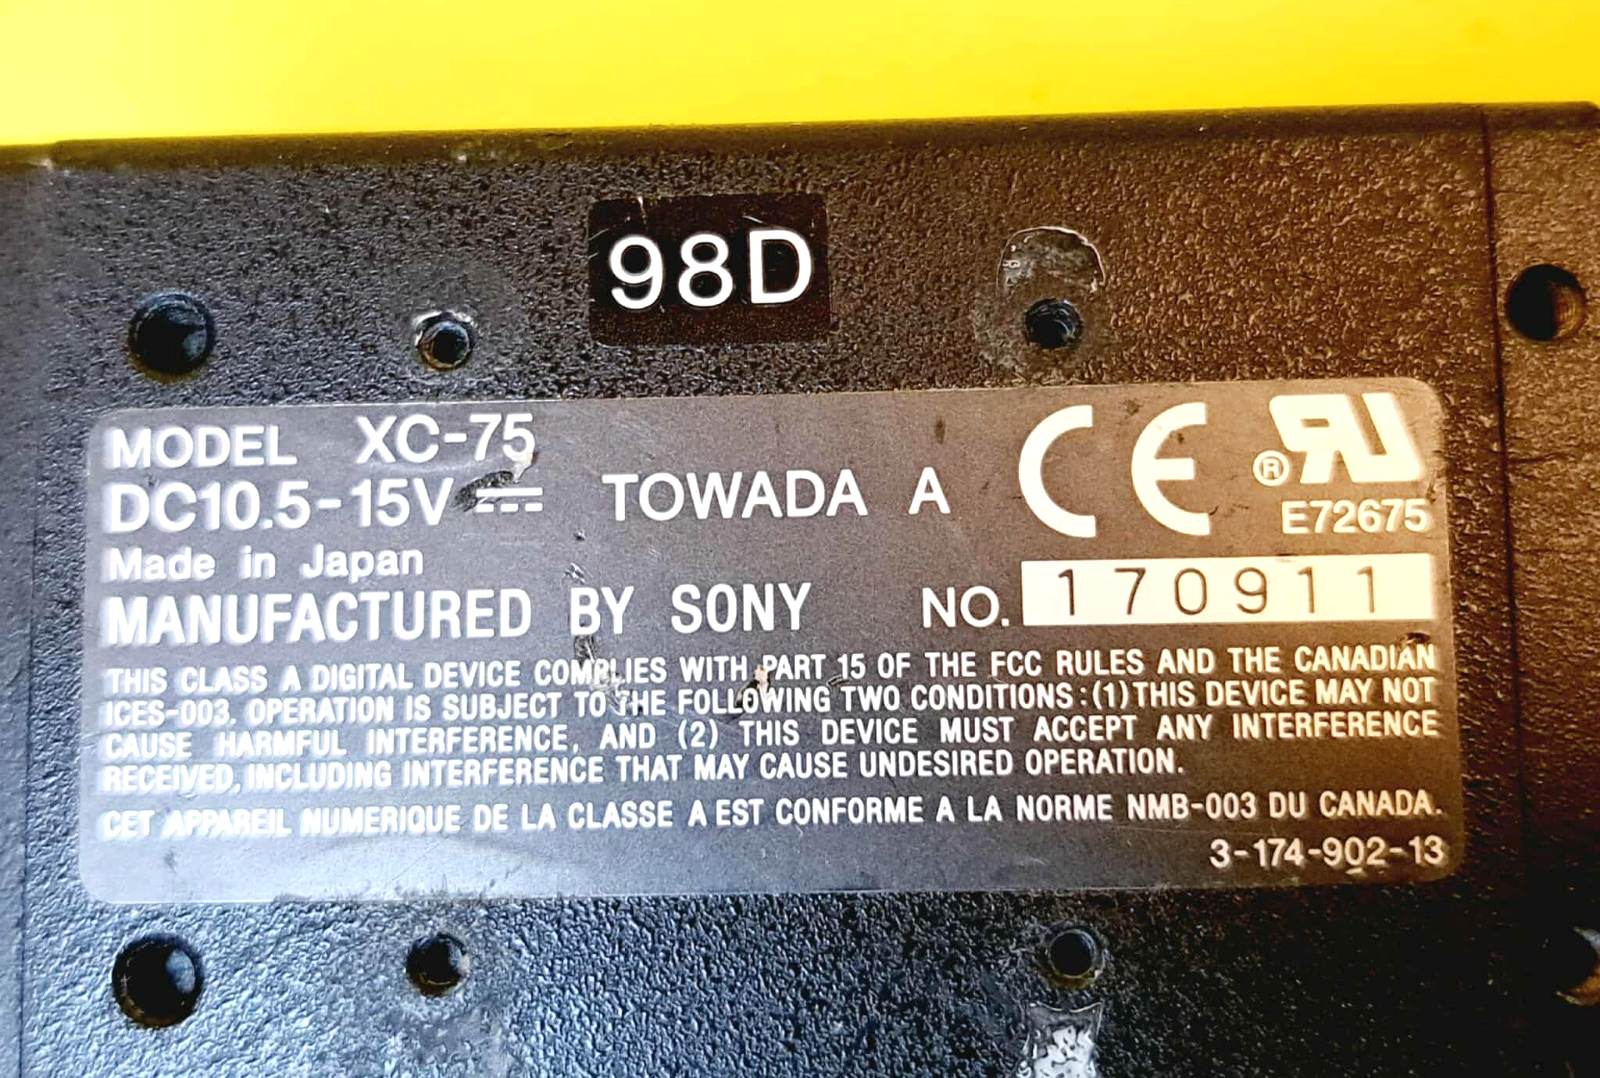 98D
MODEL XC-75
DC10.5-15V ⎓ TOWADA A
CE
®
E72675
Made in Japan
MANUFACTURED BY SONY NO. 170911
THIS CLASS A DIGITAL DEVICE COMPLIES WITH PART 15 OF THE FCC RULES AND THE CANADIAN
ICES-003. OPERATION IS SUBJECT TO THE FOLLOWING TWO CONDITIONS:(1) THIS DEVICE MAY NOT
CAUSE HARMFUL INTERFERENCE, AND (2) THIS DEVICE MUST ACCEPT ANY INTERFERENCE
RECEIVED, INCLUDING INTERFERENCE THAT MAY CAUSE UNDESIRED OPERATION.
CET APPAREIL NUMERIQUE DE LA CLASSE A EST CONFORME A LA NORME NMB-003 DU CANADA.
3-174-902-13